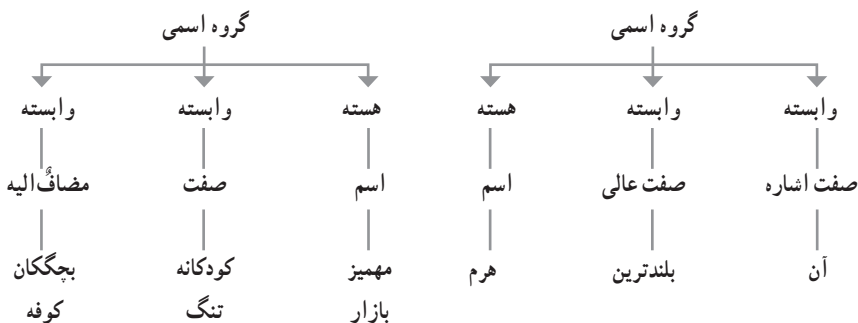 گروه اسمی گروه اسمی
وابسته وابسته هسته هسته وابسته وابسته
صفت اشاره صفت عالی اسم اسم صفت مضافٌ‌الیه
آن بلندترین هرم مهمیز کودکانه بچگکان
بازار تنگ کوفه